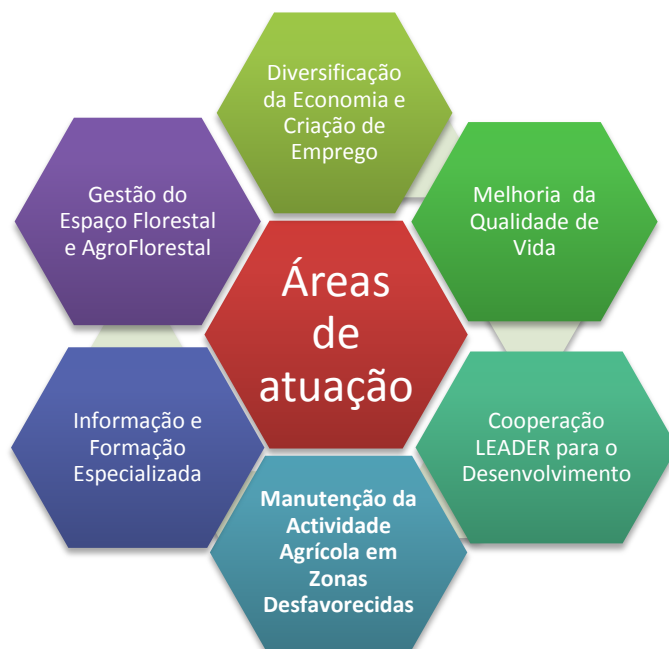 Diversificação
da Economia e
Criação de
Emprego
Melhoria da
Qualidade de
Vida
Cooperação
LEADER para o
Desenvolvimento
Manutenção da
Actividade
Agrícola em
Zonas
Desfavorecidas
Informação e
Formação
Especializada
Gestão do
Espaço Florestal
e AgroFlorestal
Áreas
de
atuação